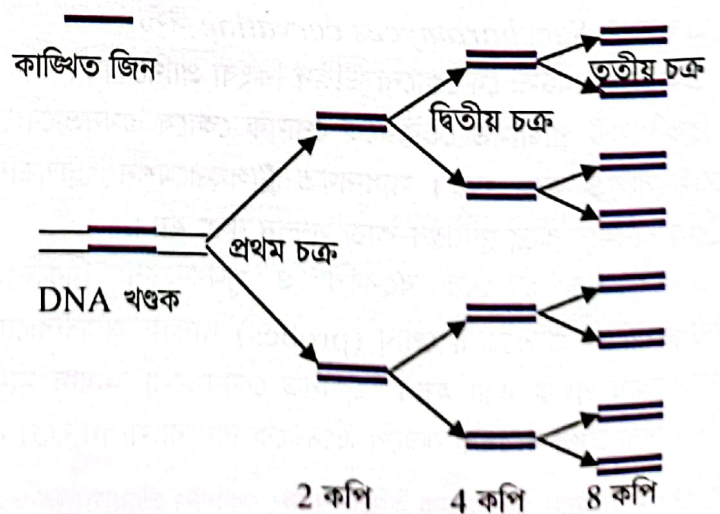 কাঙ্খিত জিন
তৃতীয় চক্র
দ্বিতীয় চক্র
প্রথম চক্র
DNA খণ্ডক
2 কপি
4 কপি
8 কপি